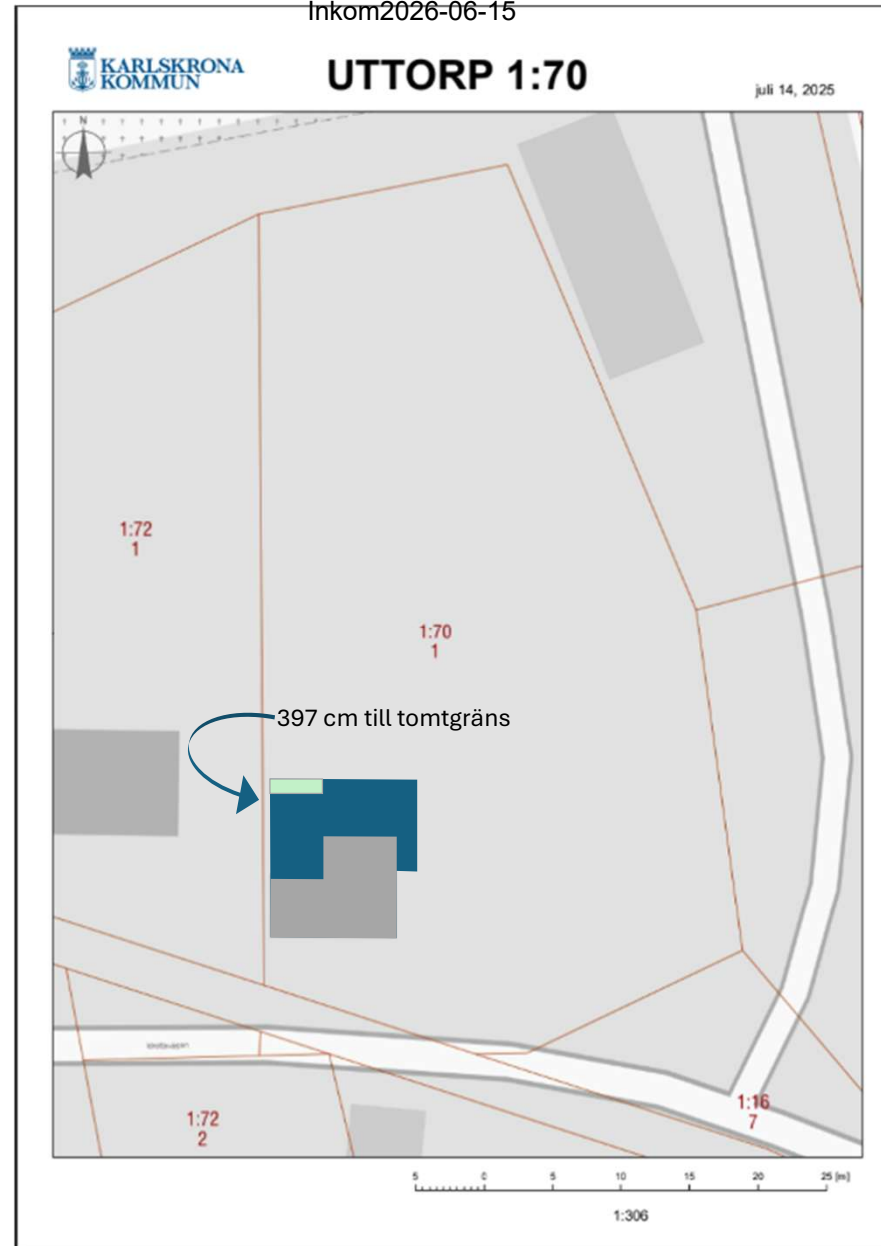 Inkom2026-06-15
KARLSKRONA
KOMMUN
UTTORP 1:70
juli 14, 2025
N
1:72
1
1:70
1
397 cm till tomtgräns
1:72
2
1:16
7
5 0 5 10 15 20 25 [m]
1:306